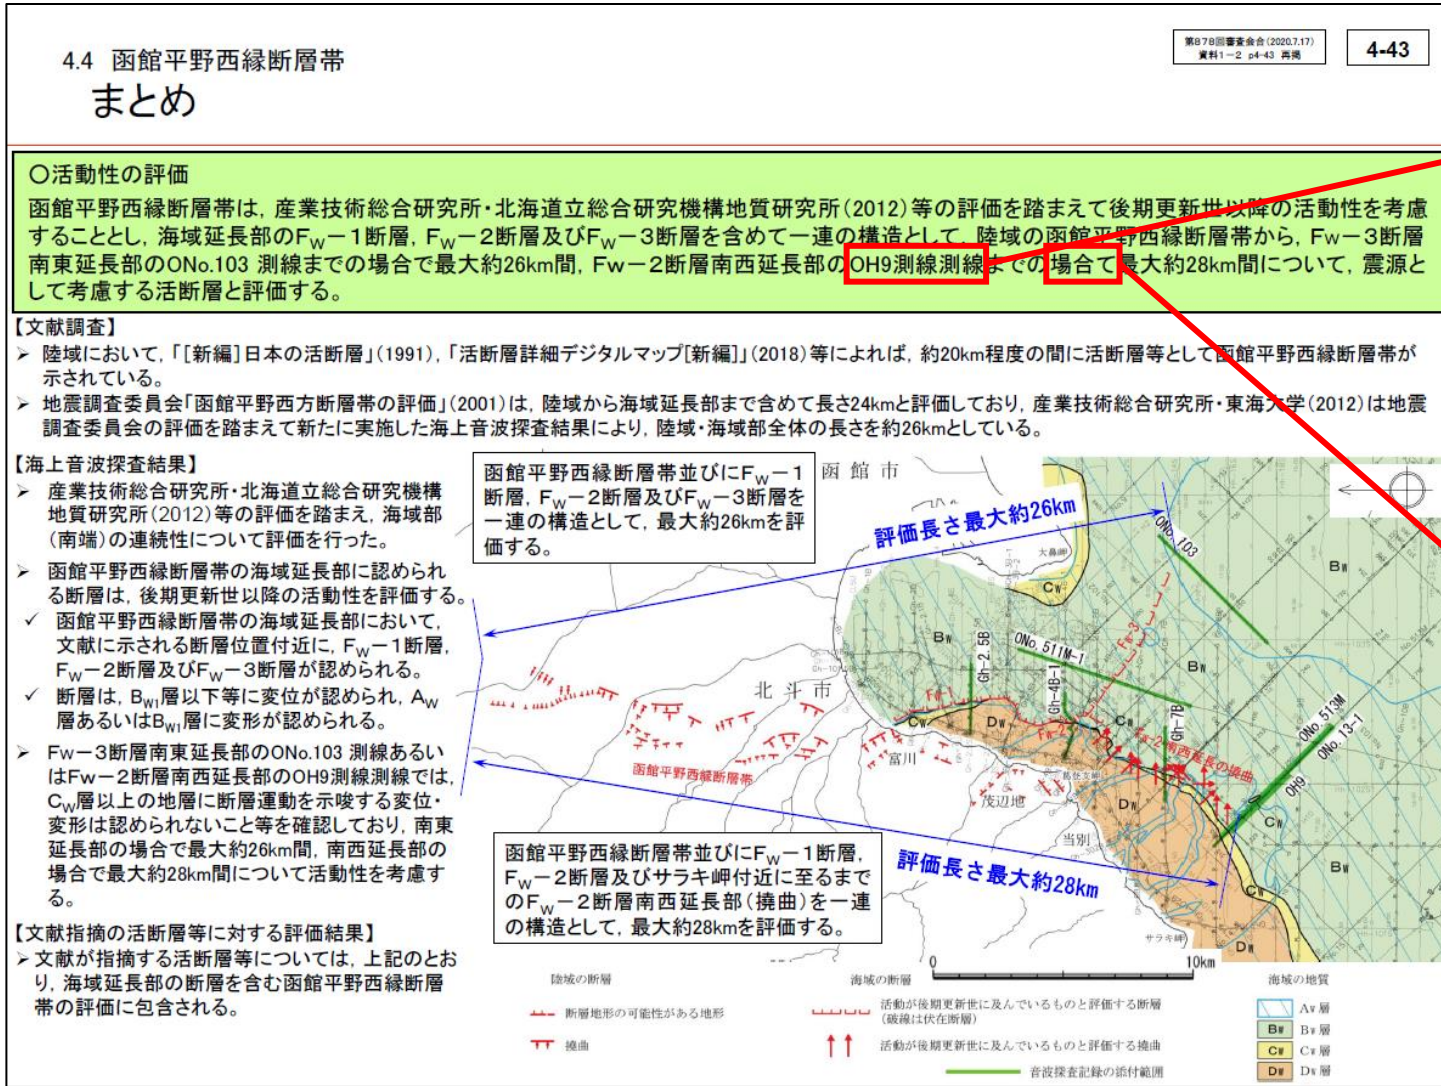 4.4 函館平野西縁断層帯
まとめ
第878回審査会合(2020.7.17)
資料1-2 p4-43 再掲
4-43
○活動性の評価
函館平野西縁断層帯は，産業技術総合研究所・北海道立総合研究機構地質研究所(2012)等の評価を踏まえて後期更新世以降の活動性を考慮
することとし，海域延長部のFW－1断層，FW－2断層及びFW－3断層を含めて一連の構造として，陸域の函館平野西縁断層帯から，Fw－3断層
南東延長部のONo.103 測線までの場合で最大約26km間，Fw－2断層南西延長部のOH9測線測線までの場合て最大約28km間について，震源と
して考慮する活断層と評価する。
【文献調査】
➢ 陸域において，「[新編]日本の活断層」(1991)，「活断層詳細デジタルマップ[新編]」(2018)等によれば，約20km程度の間に活断層等として函館平野西縁断層帯が
示されている。
➢ 地震調査委員会「函館平野西方断層帯の評価」(2001)は，陸域から海域延長部まで含めて長さ24kmと評価しており，産業技術総合研究所・東海大学(2012)は地震
調査委員会の評価を踏まえて新たに実施した海上音波探査結果により，陸域・海域部全体の長さを約26kmとしている。
【海上音波探査結果】
➢ 産業技術総合研究所・北海道立総合研究機構
地質研究所(2012)等の評価を踏まえ，海域部
(南端)の連続性について評価を行った。
➢ 函館平野西縁断層帯の海域延長部に認められ
る断層は，後期更新世以降の活動性を評価する。
✓ 函館平野西縁断層帯の海域延長部において，
文献に示される断層位置付近に，FW－1断層，
FW－2断層及びFW－3断層が認められる。
✓ 断層は，BW1層以下等に変位が認められ，AW
層あるいはBW1層に変形が認められる。
➢ Fw－3断層南東延長部のONo.103 測線あるい
はFw－2断層南西延長部のOH9測線測線では，
CW層以上の地層に断層運動を示唆する変位・
変形は認められないこと等を確認しており，南東
延長部の場合で最大約26km間，南西延長部の
場合で最大約28km間について活動性を考慮す
る。
【文献指摘の活断層等に対する評価結果】
➢ 文献が指摘する活断層等については，上記のとお
り，海域延長部の断層を含む函館平野西縁断層
帯の評価に包含される。
函館平野西縁断層帯並びにFW－1
断層，FW－2断層及びFW－3断層を
一連の構造として，最大約26kmを評
価する。
函館市
評価長さ最大約26km
大鼻岬
ONo.103
BW
CW
BW
Gh-2.5B
ONo.511M-1
Gh-4B-1
Fw-3
BW
北斗市
Fw-1
CW
DW
Fw-2
CW
Gh-7B
Fw-2南西延長の撓曲
ONo.513M
ONo.13-1
OH9
函館平野西縁断層帯
富川
茂辺地
葛登支岬
当別
DW
CW
BW
評価長さ最大約28km
CW
DW
サラキ岬
函館平野西縁断層帯並びにFW－1断層，
FW－2断層及びサラキ岬付近に至るまで
のFW－2断層南西延長部(撓曲)を一連
の構造として，最大約28kmを評価する。
0 10km
陸域の断層
断層地形の可能性がある地形
撓曲
海域の断層
活動が後期更新世に及んでいるものと評価する断層
(破線は伏在断層)
活動が後期更新世に及んでいるものと評価する撓曲
音波探査記録の添付範囲
海域の地質
AW層
BW BW層
CW CW層
DW DW層